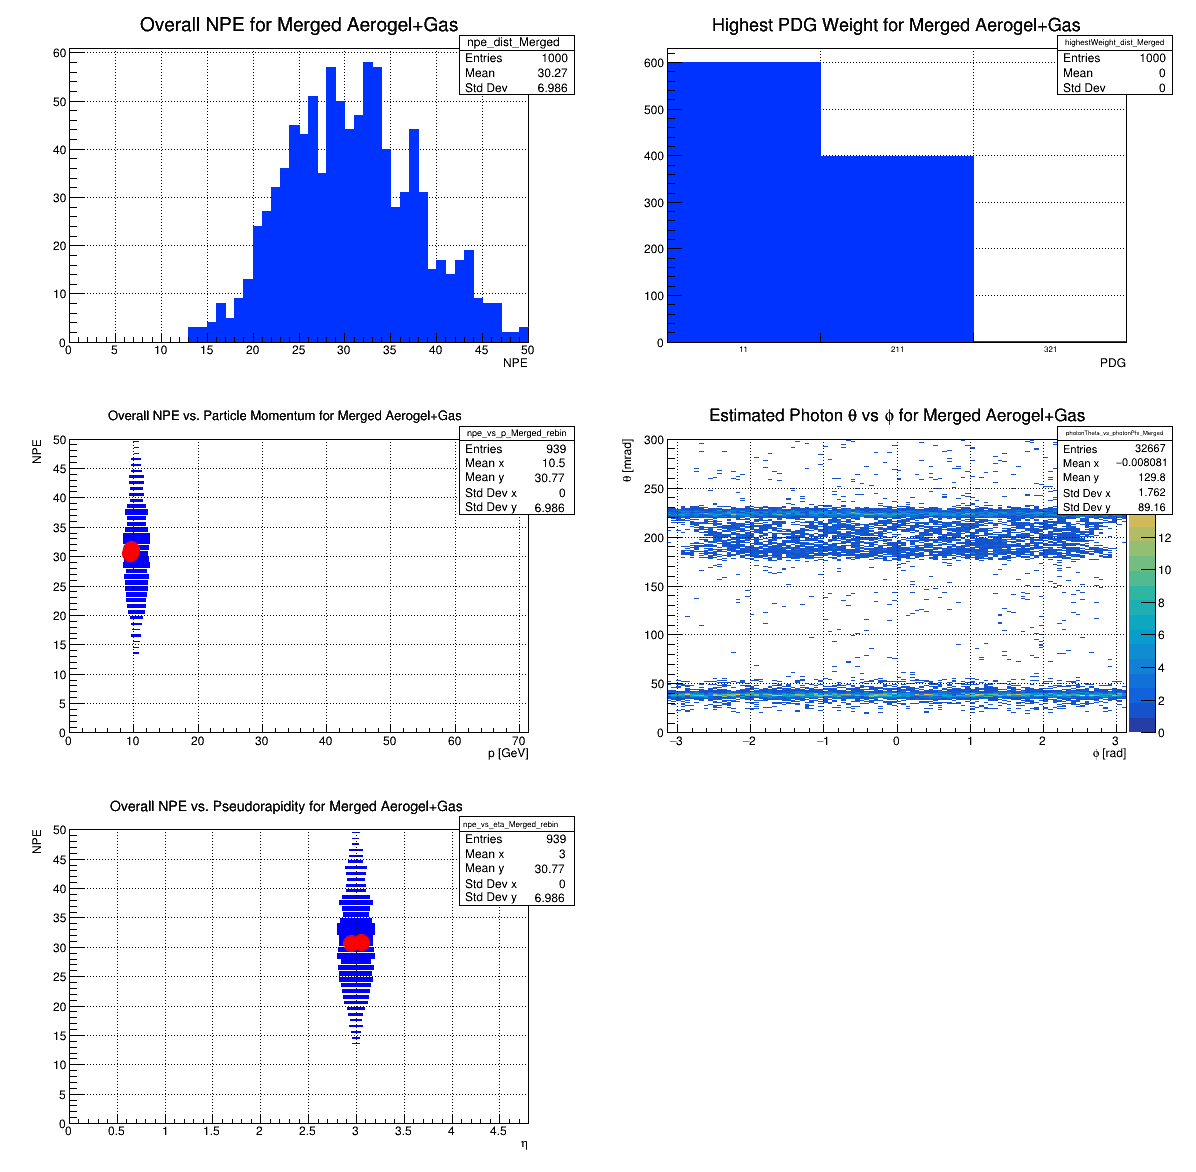 Overall NPE for Merged Aerogel+Gas
npe_dist_Merged
Entries 1000
Mean 30.27
Std Dev 6.986
60
50
40
30
20
10
0
0 5 10 15 20 25 30 35 40 45 50
NPE
Highest PDG Weight for Merged Aerogel+Gas
highestWeight_dist_Merged
Entries 1000
Mean 0
Std Dev 0
600
500
400
300
200
100
0
11 211 321
PDG
Overall NPE vs. Particle Momentum for Merged Aerogel+Gas
npe_vs_p_Merged_rebin
Entries 939
Mean x 10.5
Mean y 30.77
Std Dev x 0
Std Dev y 6.986
NPE
50
45
40
35
30
25
20
15
10
5
0
0 10 20 30 40 50 60 70
p [GeV]
Estimated Photon θ vs ϕ for Merged Aerogel+Gas
photonTheta_vs_photonPhi_Merged
Entries 32667
Mean x −0.008081
Mean y 129.8
Std Dev x 1.762
Std Dev y 89.16
θ [mrad]
300
250
200
150
100
50
0
−3 −2 −1 0 1 2 3
ϕ [rad]
12
10
8
6
4
2
0
Overall NPE vs. Pseudorapidity for Merged Aerogel+Gas
npe_vs_eta_Merged_rebin
Entries 939
Mean x 3
Mean y 30.77
Std Dev x 0
Std Dev y 6.986
NPE
50
45
40
35
30
25
20
15
10
5
0
0 0.5 1 1.5 2 2.5 3 3.5 4 4.5
η